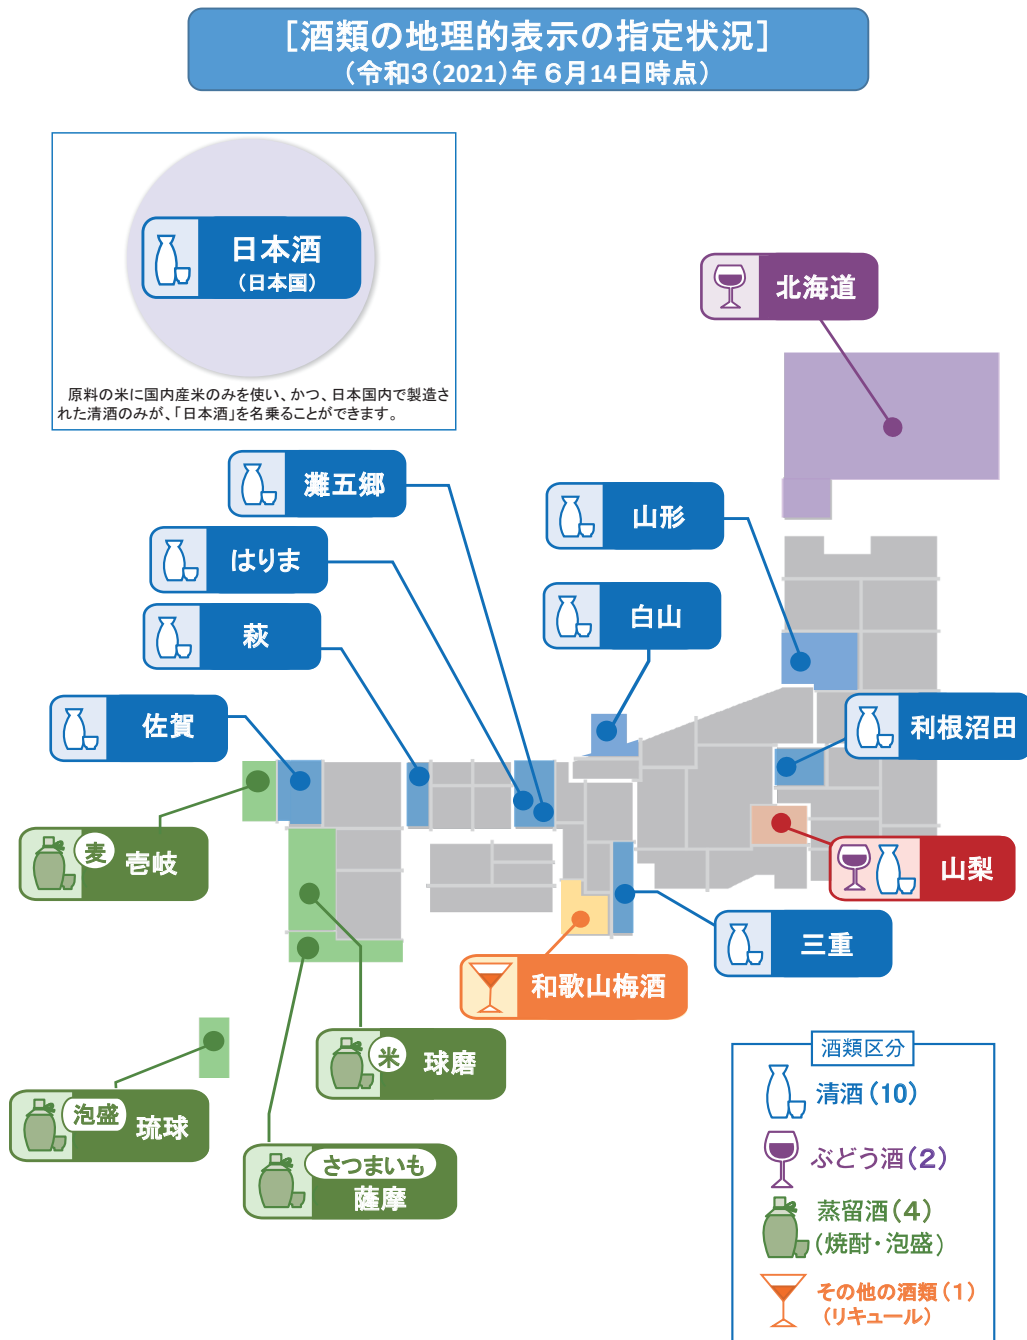 ［酒類の地理的表示の指定状況］
（令和３（2021）年６月14日時点）
日本酒
（日本国）
原料の米に国内産米のみを使い、かつ、日本国内で製造さ
れた清酒のみが、「日本酒」を名乗ることができます。
北海道
灘五郷
山形
はりま
白山
萩
佐賀
利根沼田
麦
壱岐
山梨
三重
和歌山梅酒
米
球磨
泡盛
琉球
さつまいも
薩摩
酒類区分
清酒（10）
ぶどう酒（2）
蒸留酒（4）
（焼酎・泡盛）
その他の酒類（1）
（リキュール）